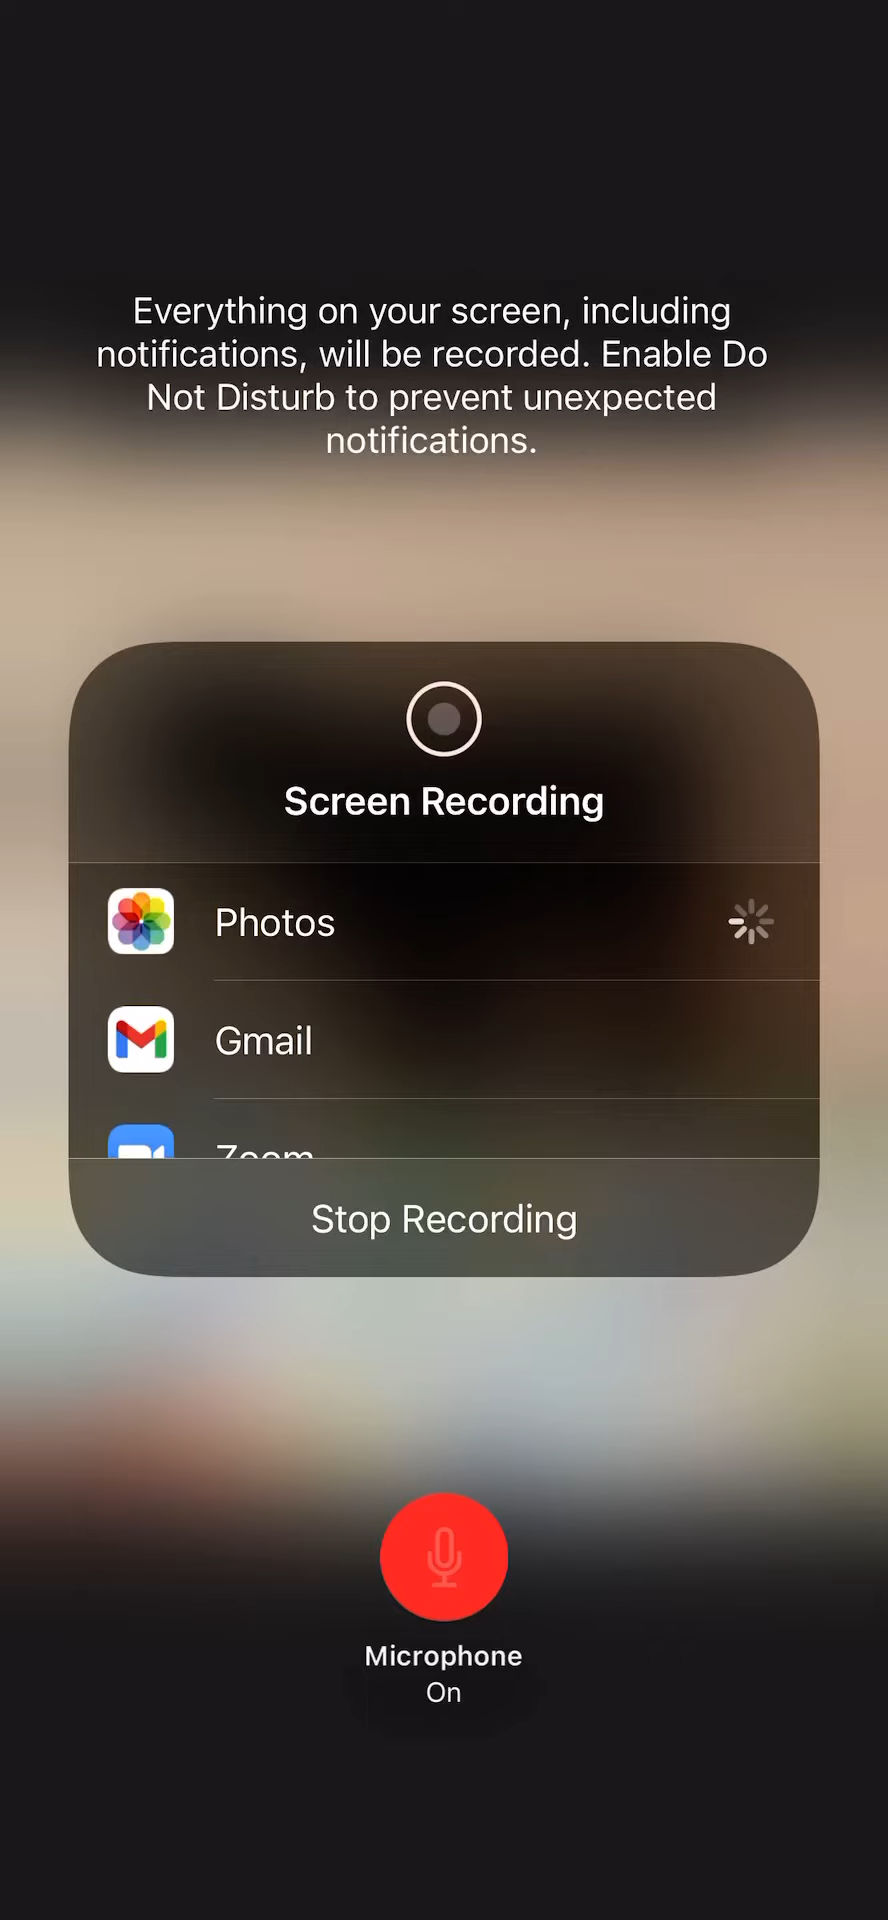 Everything on your screen, including
notifications, will be recorded. Enable Do
Not Disturb to prevent unexpected
notifications.
Screen Recording
Photos
Gmail
Zoom
Stop Recording
Microphone
On